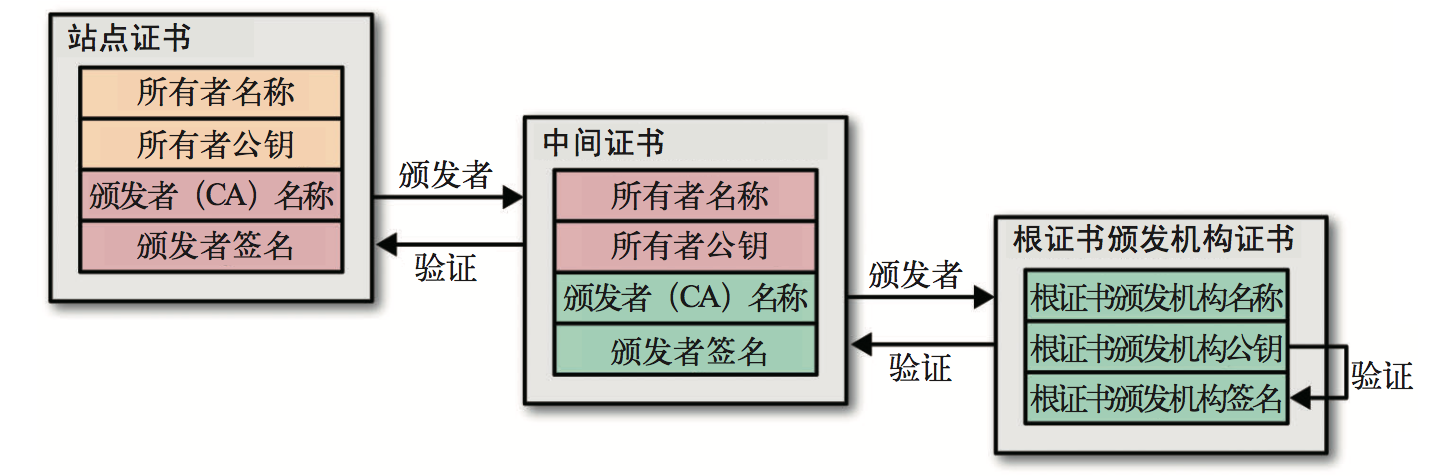 站点证书
所有者名称
所有者公钥
颁发者（CA）名称
颁发者签名
颁发者
验证
中间证书
所有者名称
所有者公钥
颁发者（CA）名称
颁发者签名
颁发者
验证
根证书颁发机构证书
根证书颁发机构名称
根证书颁发机构公钥
根证书颁发机构签名
验证